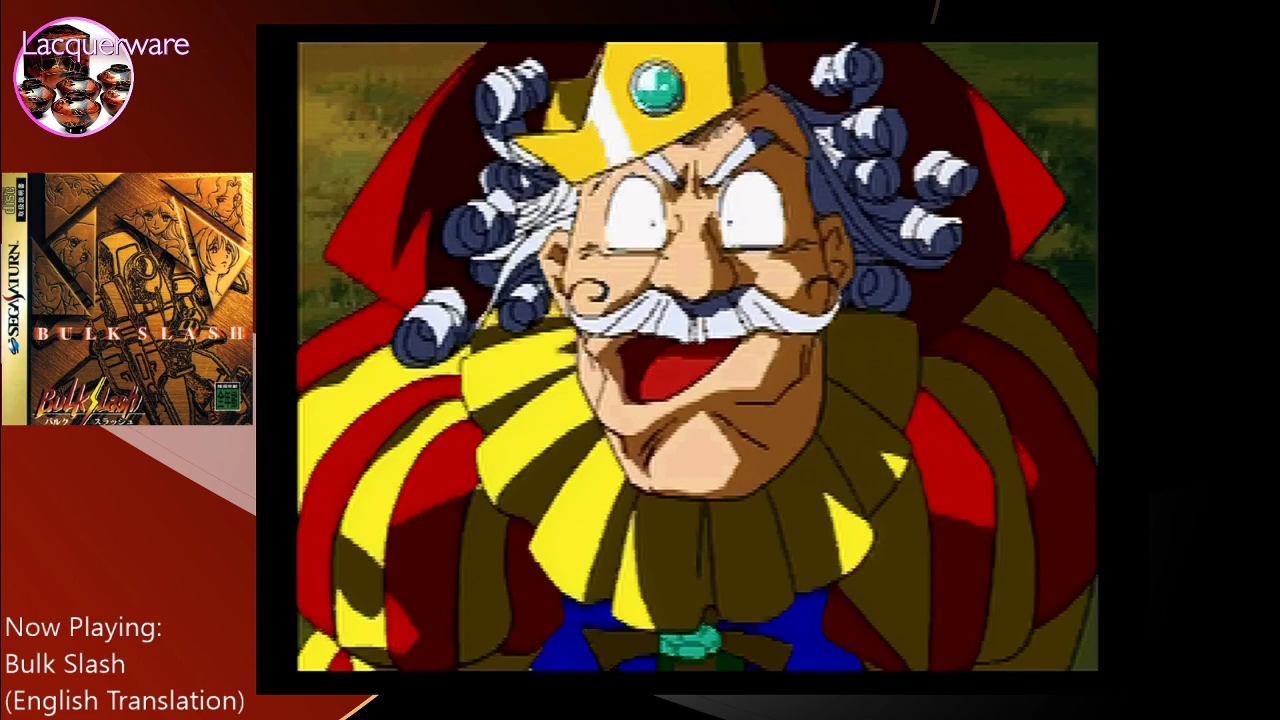 Lacquerware
SEGA SATURN
BULK SLASH
Bulk Slash
バルク スラッシュ
Now Playing:
Bulk Slash
(English Translation)